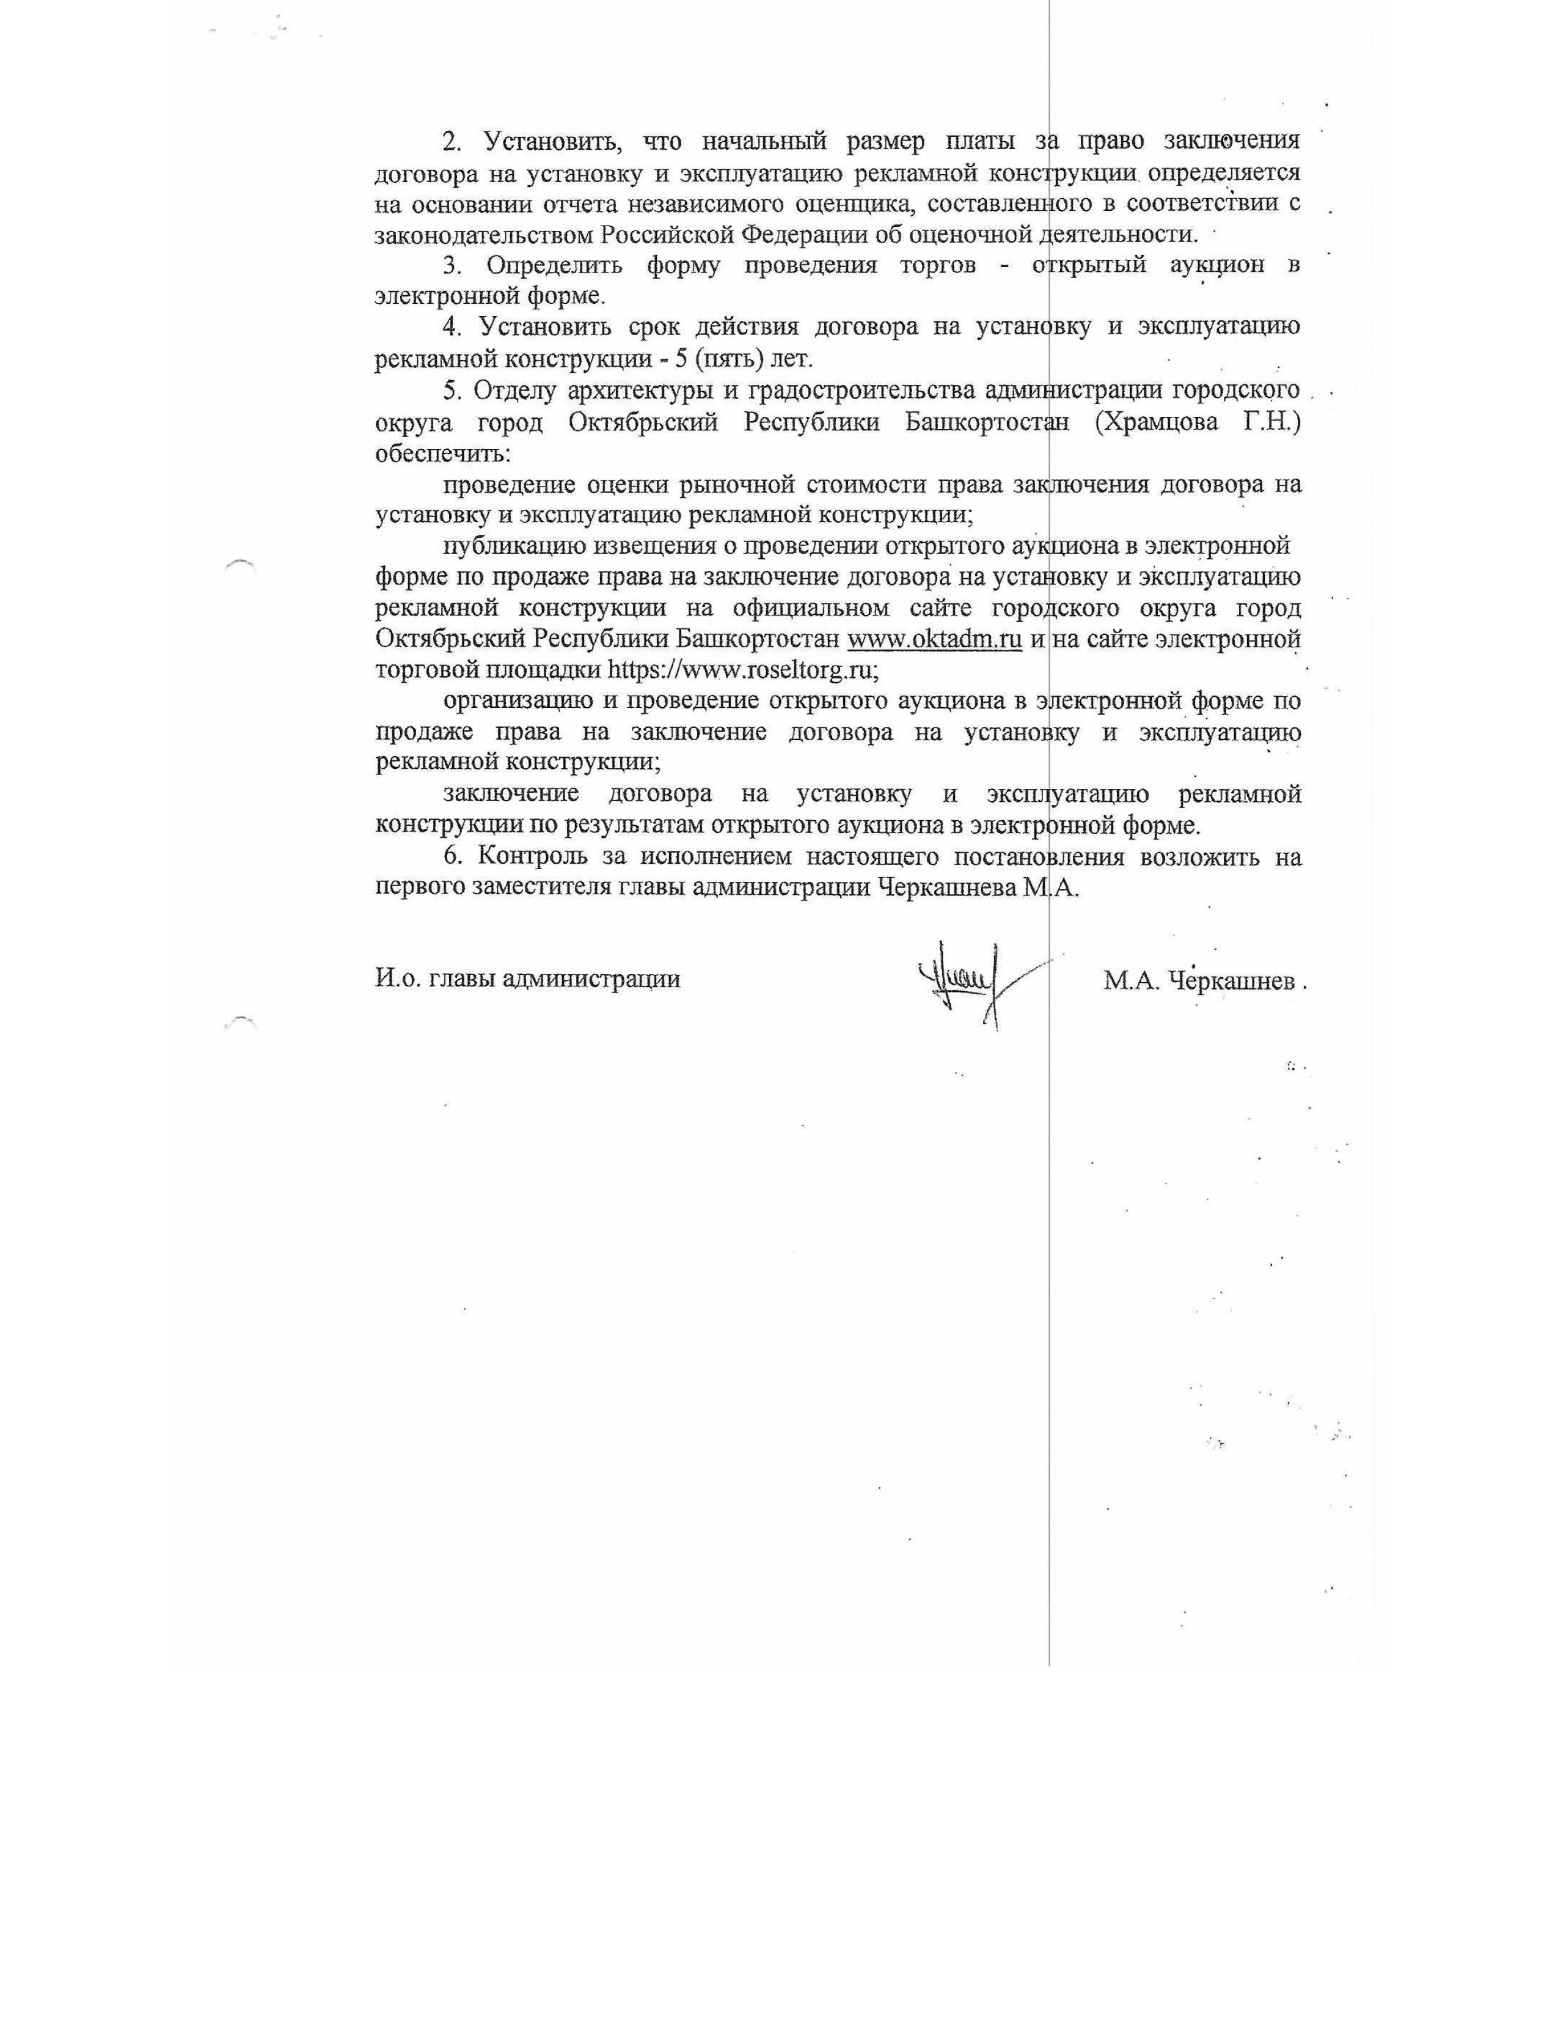 2. Установить, что начальный размер платы за право заключения
договора на установку и эксплуатацию рекламной конструкции определяется
на основании отчета независимого оценщика, составленного в соответствии с
законодательством Российской Федерации об оценочной деятельности.
3. Определить форму проведения торгов - открытый аукцион в
электронной форме.
4. Установить срок действия договора на установку и эксплуатацию
рекламной конструкции - 5 (пять) лет.
5. Отделу архитектуры и градостроительства администрации городского
округа город Октябрьский Республики Башкортостан (Храмцова Г.Н.)
обеспечить:
проведение оценки рыночной стоимости права заключения договора на
установку и эксплуатацию рекламной конструкции;
публикацию извещения о проведении открытого аукциона в электронной
форме по продаже права на заключение договора на установку и эксплуатацию
рекламной конструкции на официальном сайте городского округа город
Октябрьский Республики Башкортостан www.oktadm.ru и на сайте электронной
торговой площадки https://www.roseltorg.ru;
организацию и проведение открытого аукциона в электронной форме по
продаже права на заключение договора на установку и эксплуатацию
рекламной конструкции;
заключение договора на установку и эксплуатацию рекламной
конструкции по результатам открытого аукциона в электронной форме.
6. Контроль за исполнением настоящего постановления возложить на
первого заместителя главы администрации Черкашнева М.А.
И.о. главы администрации М.А. Черкашнев